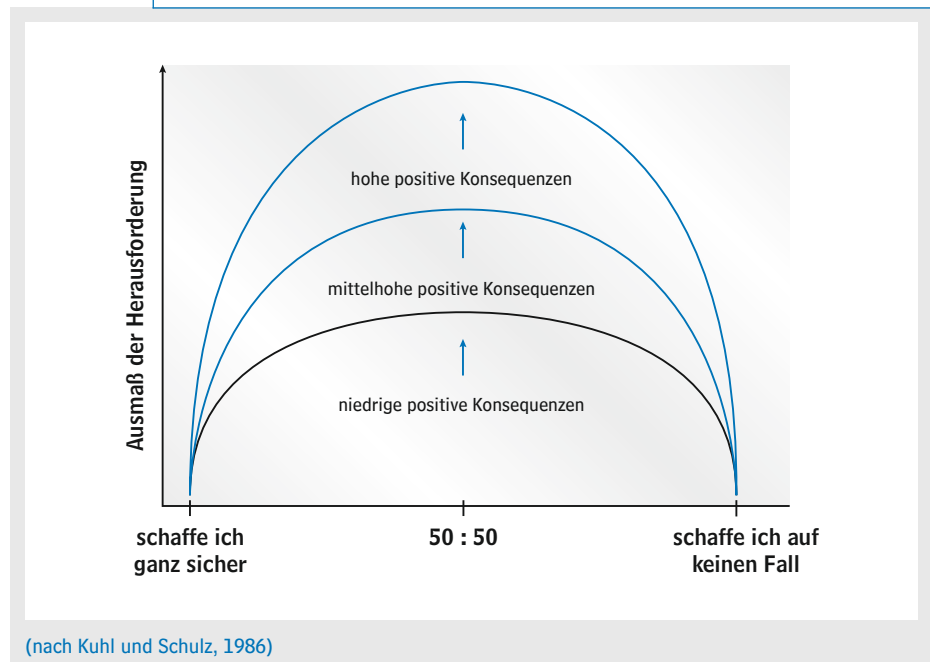 Ausmaß der Herausforderung
hohe positive Konsequenzen
mittelhohe positive Konsequenzen
niedrige positive Konsequenzen
schaffe ich
ganz sicher
50 : 50
schaffe ich auf
keinen Fall
(nach Kuhl und Schulz, 1986)